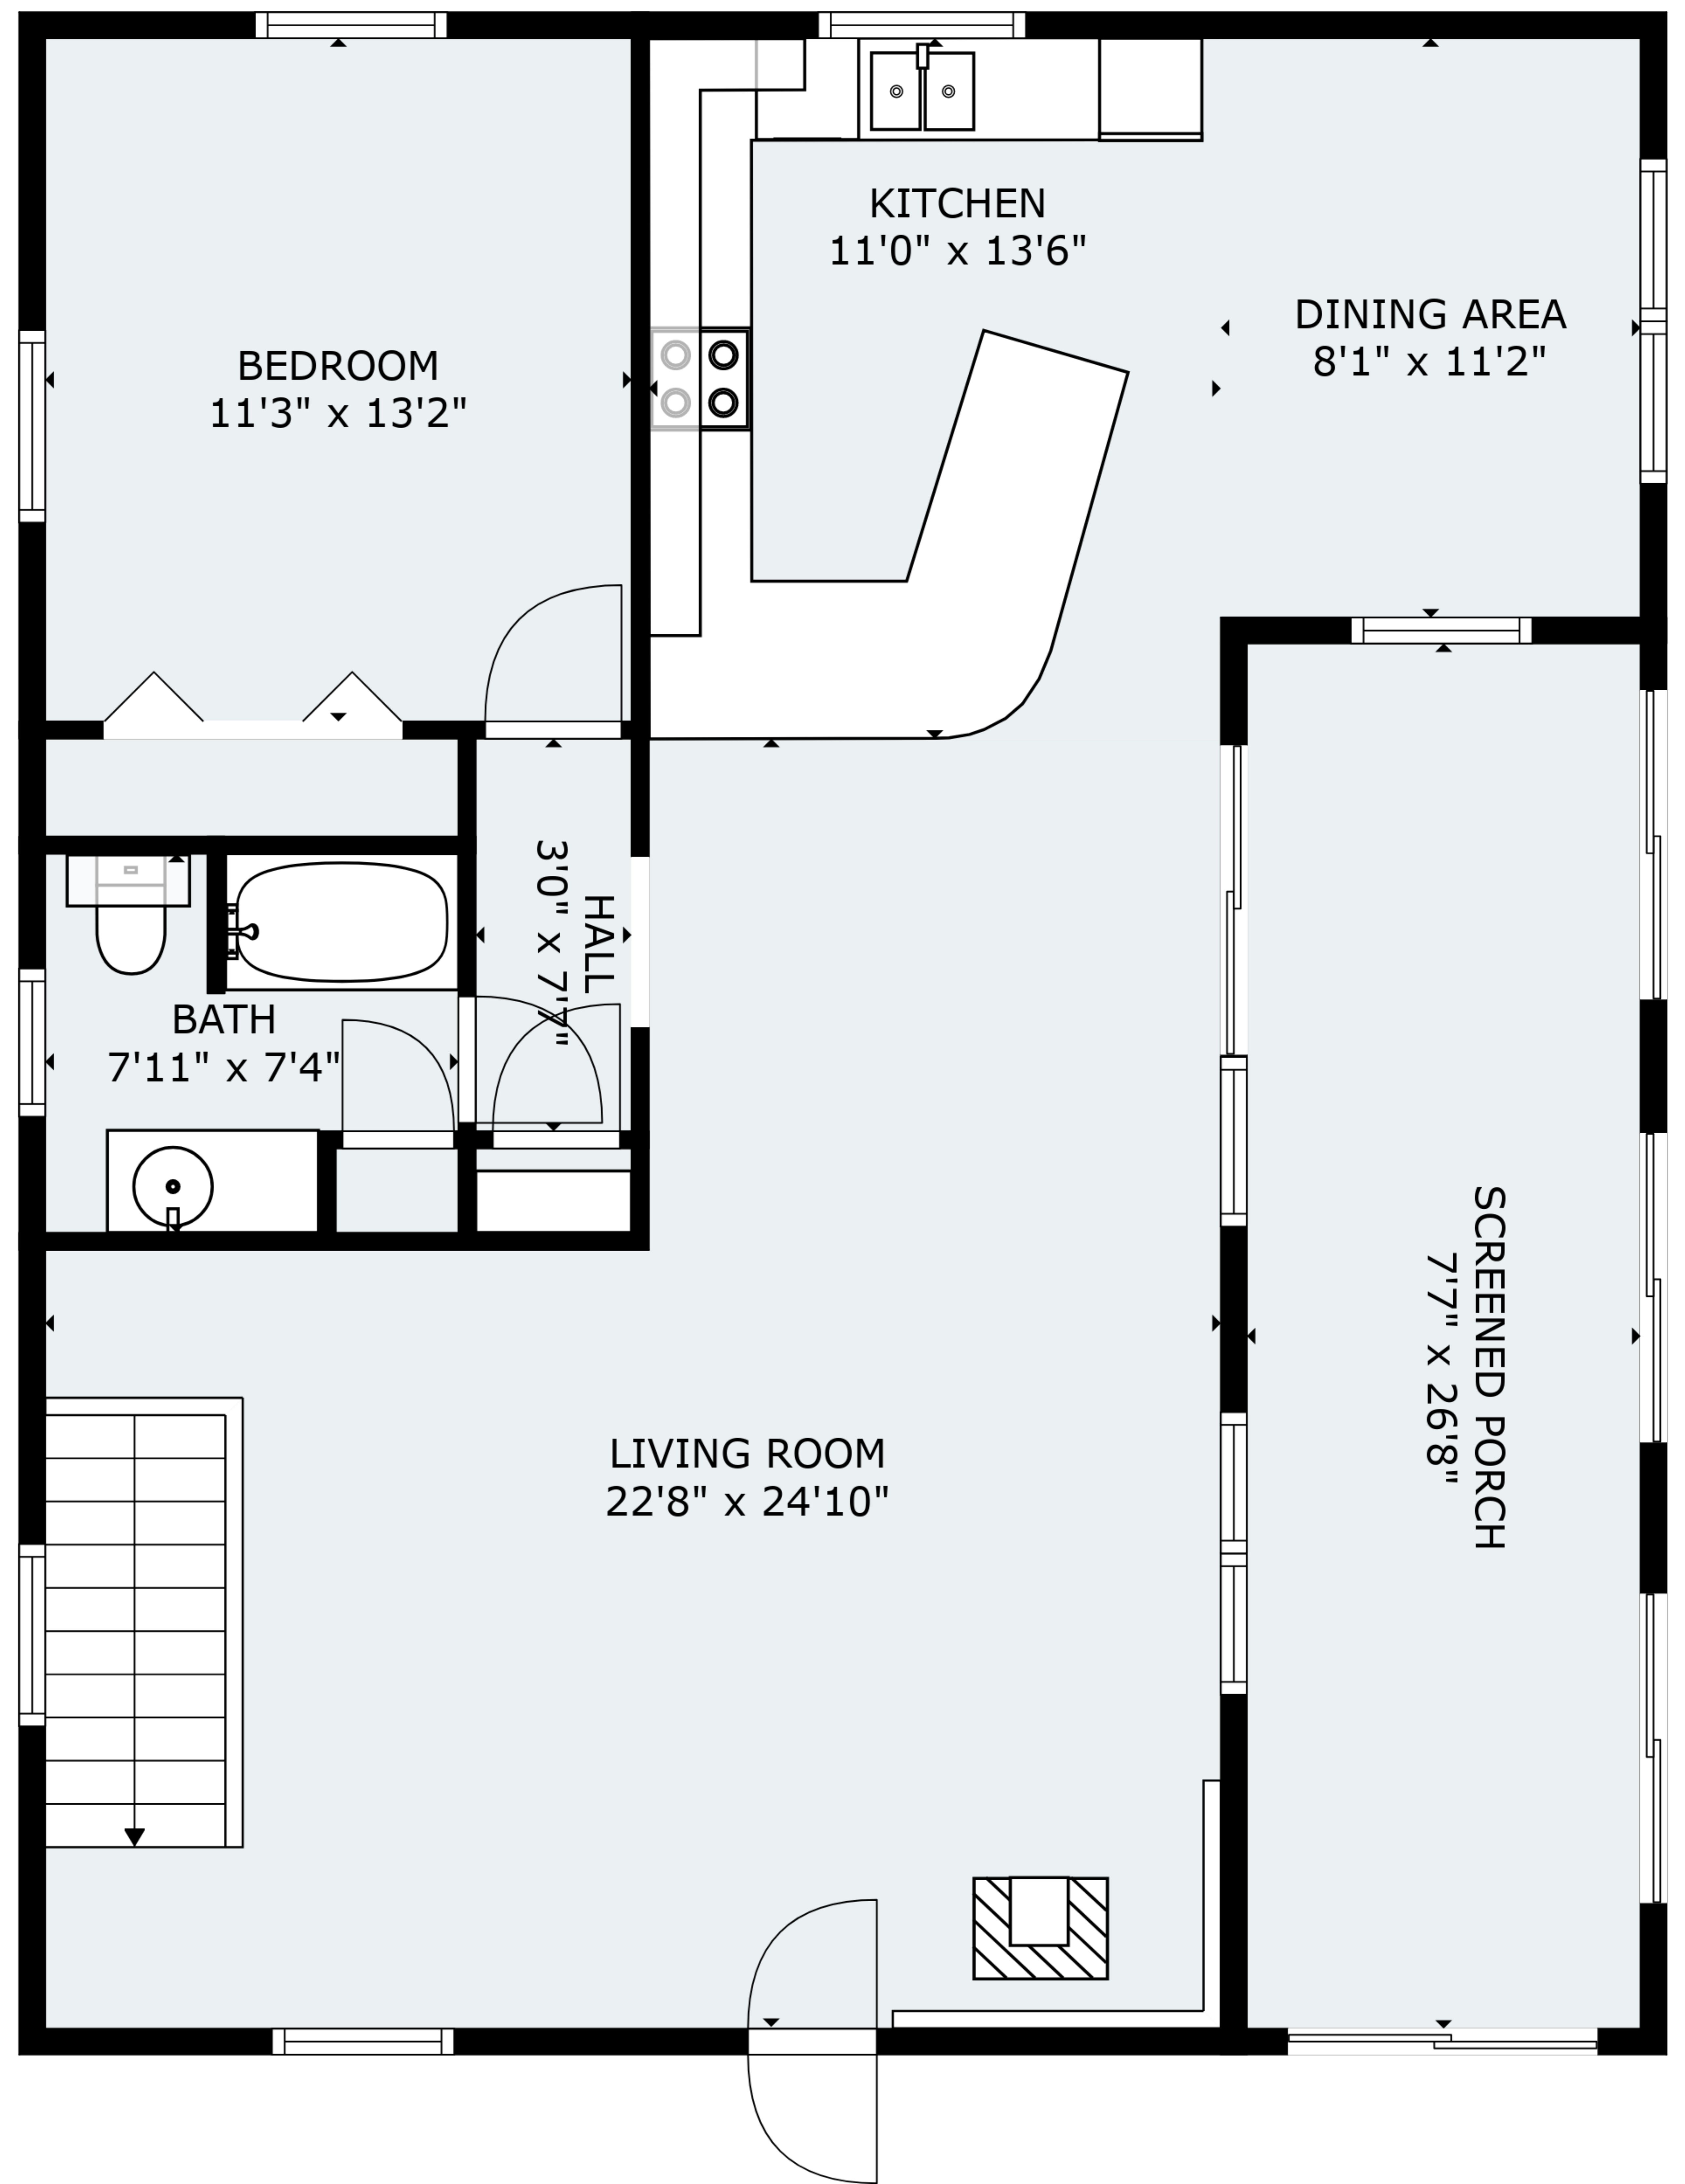 KITCHEN
11'0" x 13'6"
DINING AREA
8'1" x 11'2"
BEDROOM
11'3" x 13'2"
HALL
3'0" x 7'7"
BATH
7'11" x 7'4"
SCREENED PORCH
7'7" x 26'8"
LIVING ROOM
22'8" x 24'10"